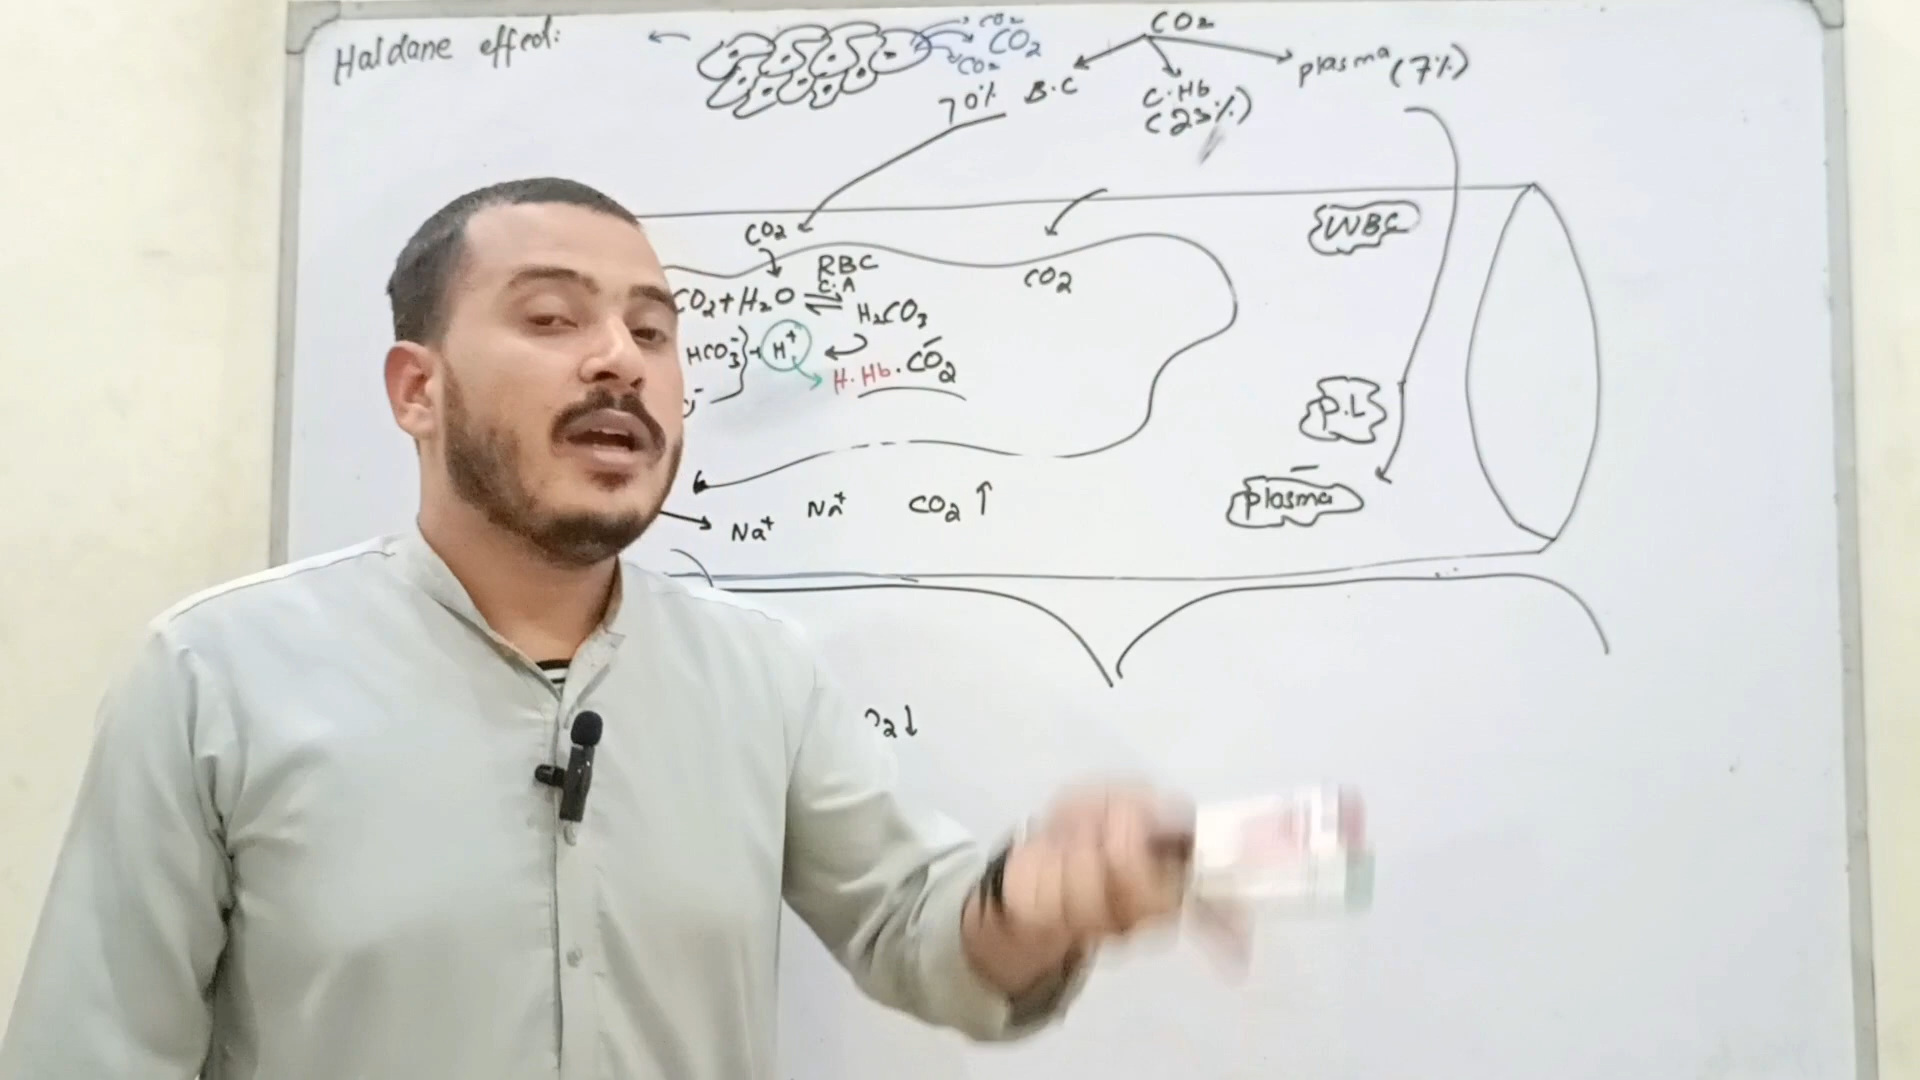 Haldane effect:
CO2
CO2
CO2
CO2
70% B.C
C.Hb
(23%)
plasma (7%)
CO2
RBC
C.A
CO2+H2O ⇌ H2CO3
HCO3⁻ + H⁺
H.Hb.CO2
CO2
WBC
P.L
plasma
Na⁺
Na⁺
CO2 ↑
2↓